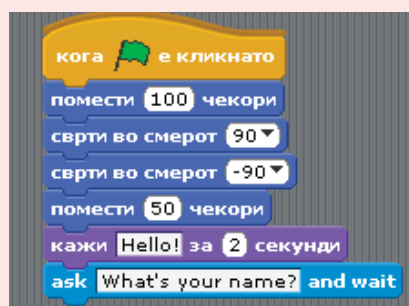 кога е кликнато
помести 100 чекори
сврти во смерот 90
сврти во смерот -90
помести 50 чекори
кажи Hello! за 2 секунди
ask What's your name? and wait